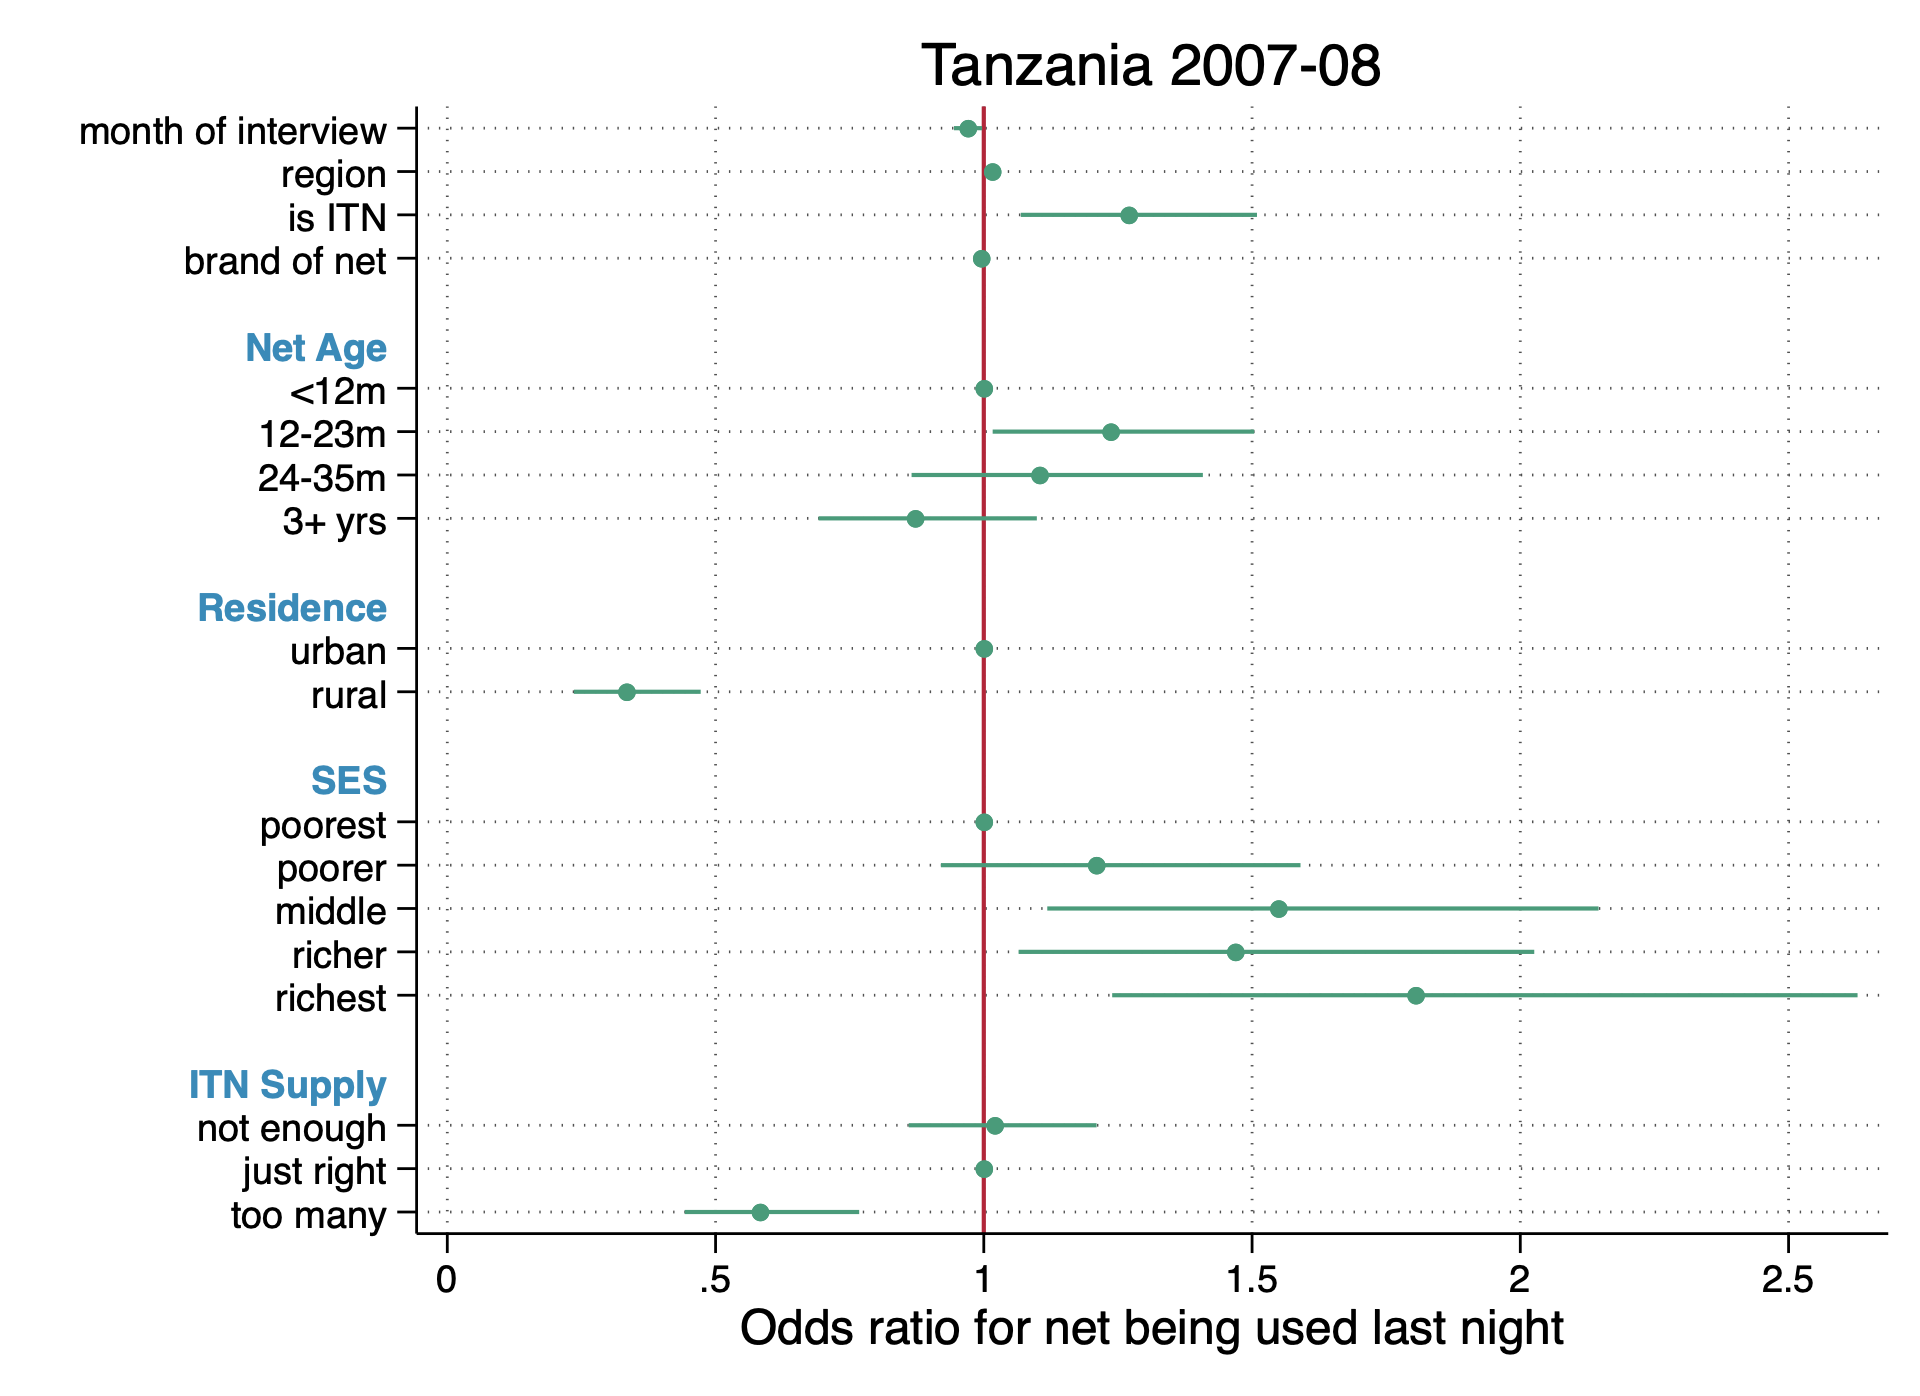 Tanzania 2007-08
month of interview
region
is ITN
brand of net
Net Age
<12m
12-23m
24-35m
3+ yrs
Residence
urban
rural
SES
poorest
poorer
middle
richer
richest
ITN Supply
not enough
just right
too many
0 .5 1 1.5 2 2.5
Odds ratio for net being used last night